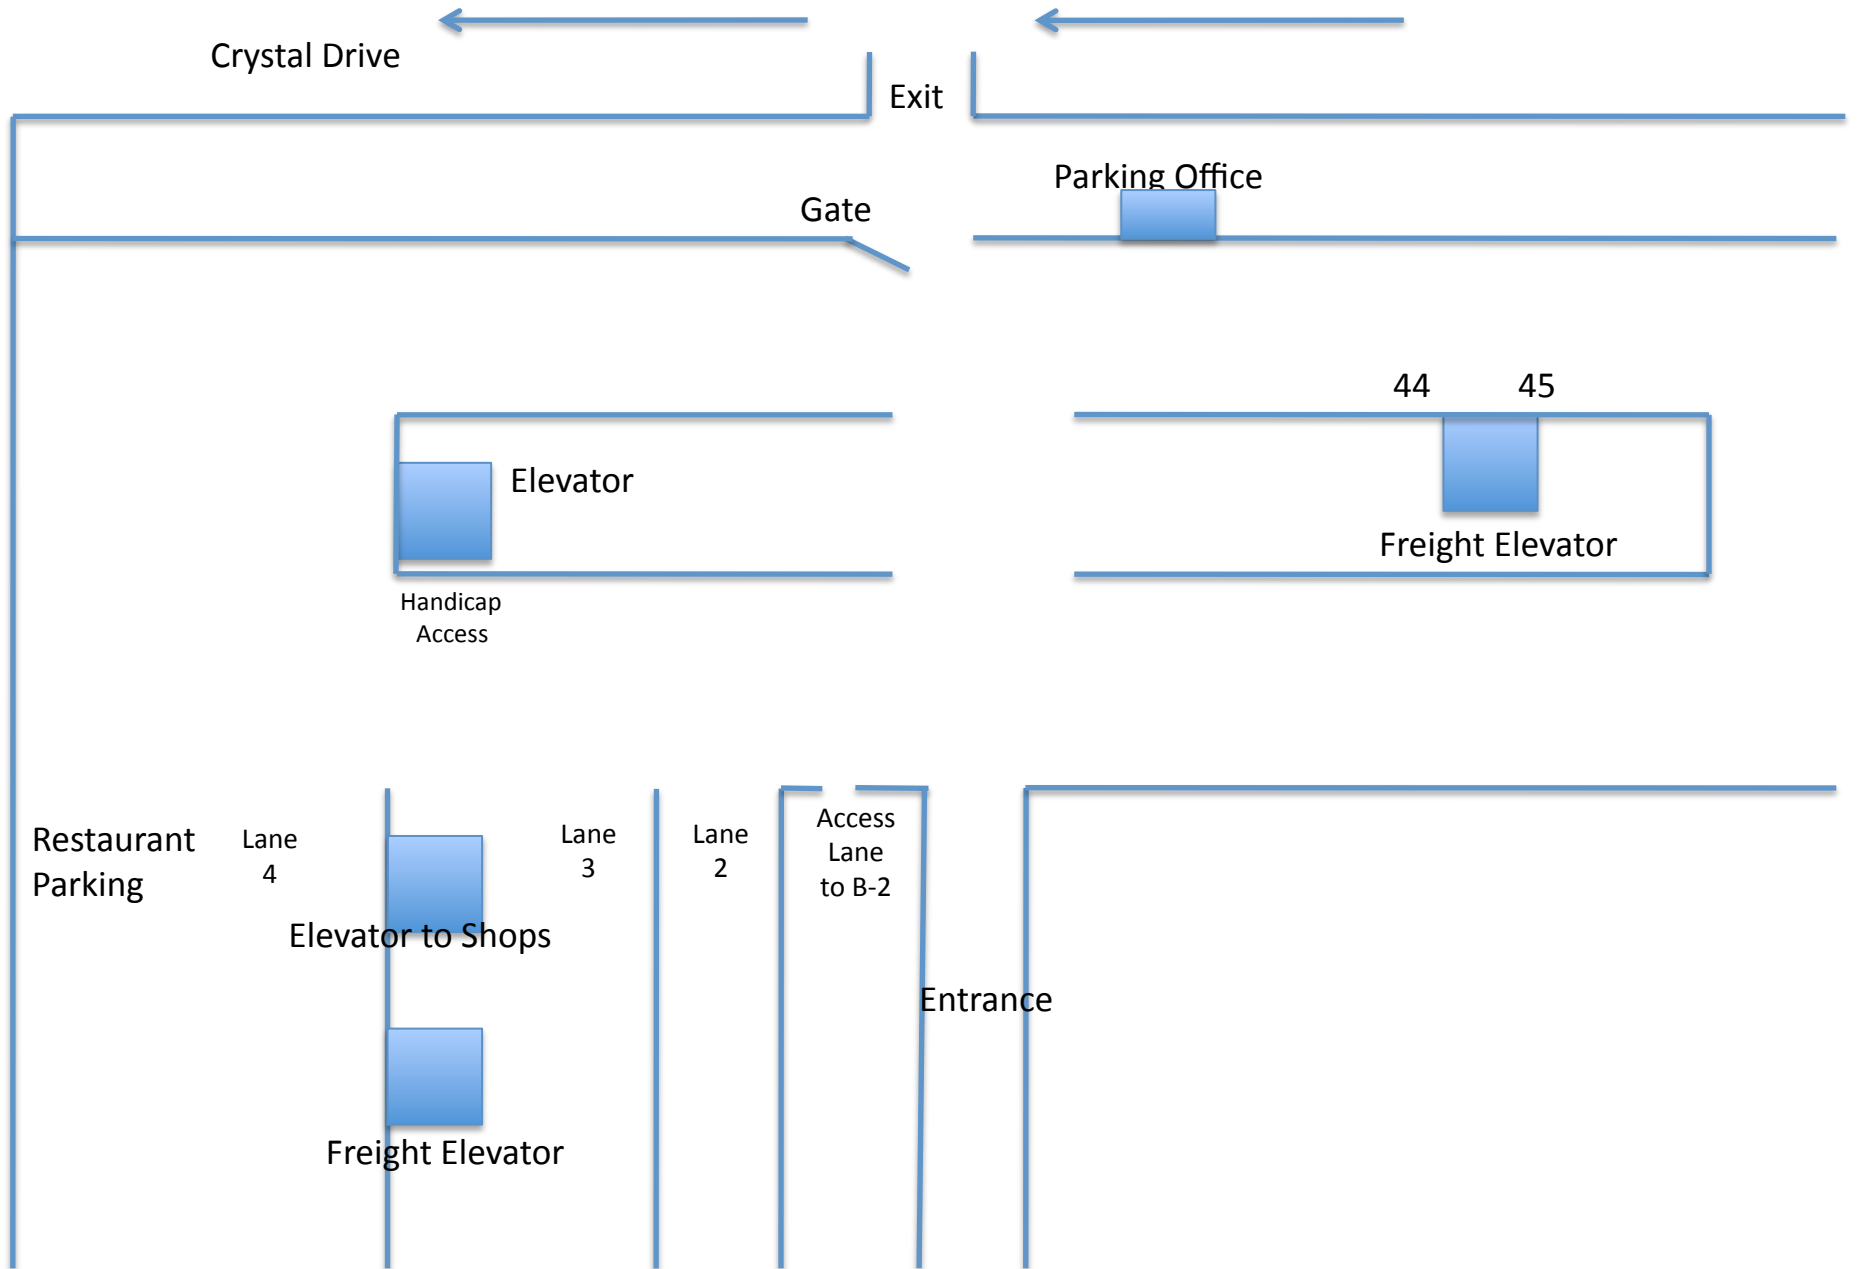 Crystal Drive
Exit
Parking Office
Gate
44
45
Elevator
Freight Elevator
Handicap
Access
Restaurant
Parking
Lane
4
Lane
3
Lane
2
Access
Lane
to B-2
Elevator to Shops
Entrance
Freight Elevator